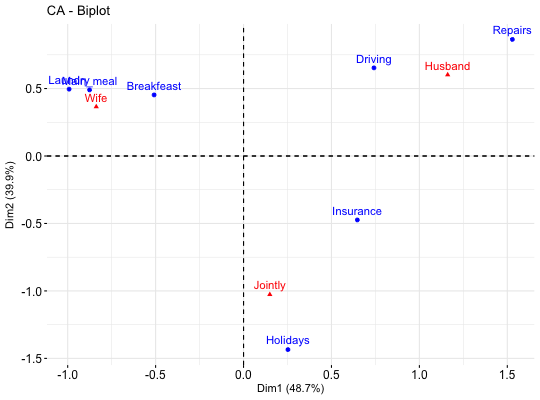 CA - Biplot
Repairs
Driving
Husband
Laundry
Main meal
Breakfeast
Wife
Insurance
Jointly
Holidays
0.5
0.0
-0.5
-1.0
-1.5
Dim2 (39.9%)
-1.0 -0.5 0.0 0.5 1.0 1.5
Dim1 (48.7%)